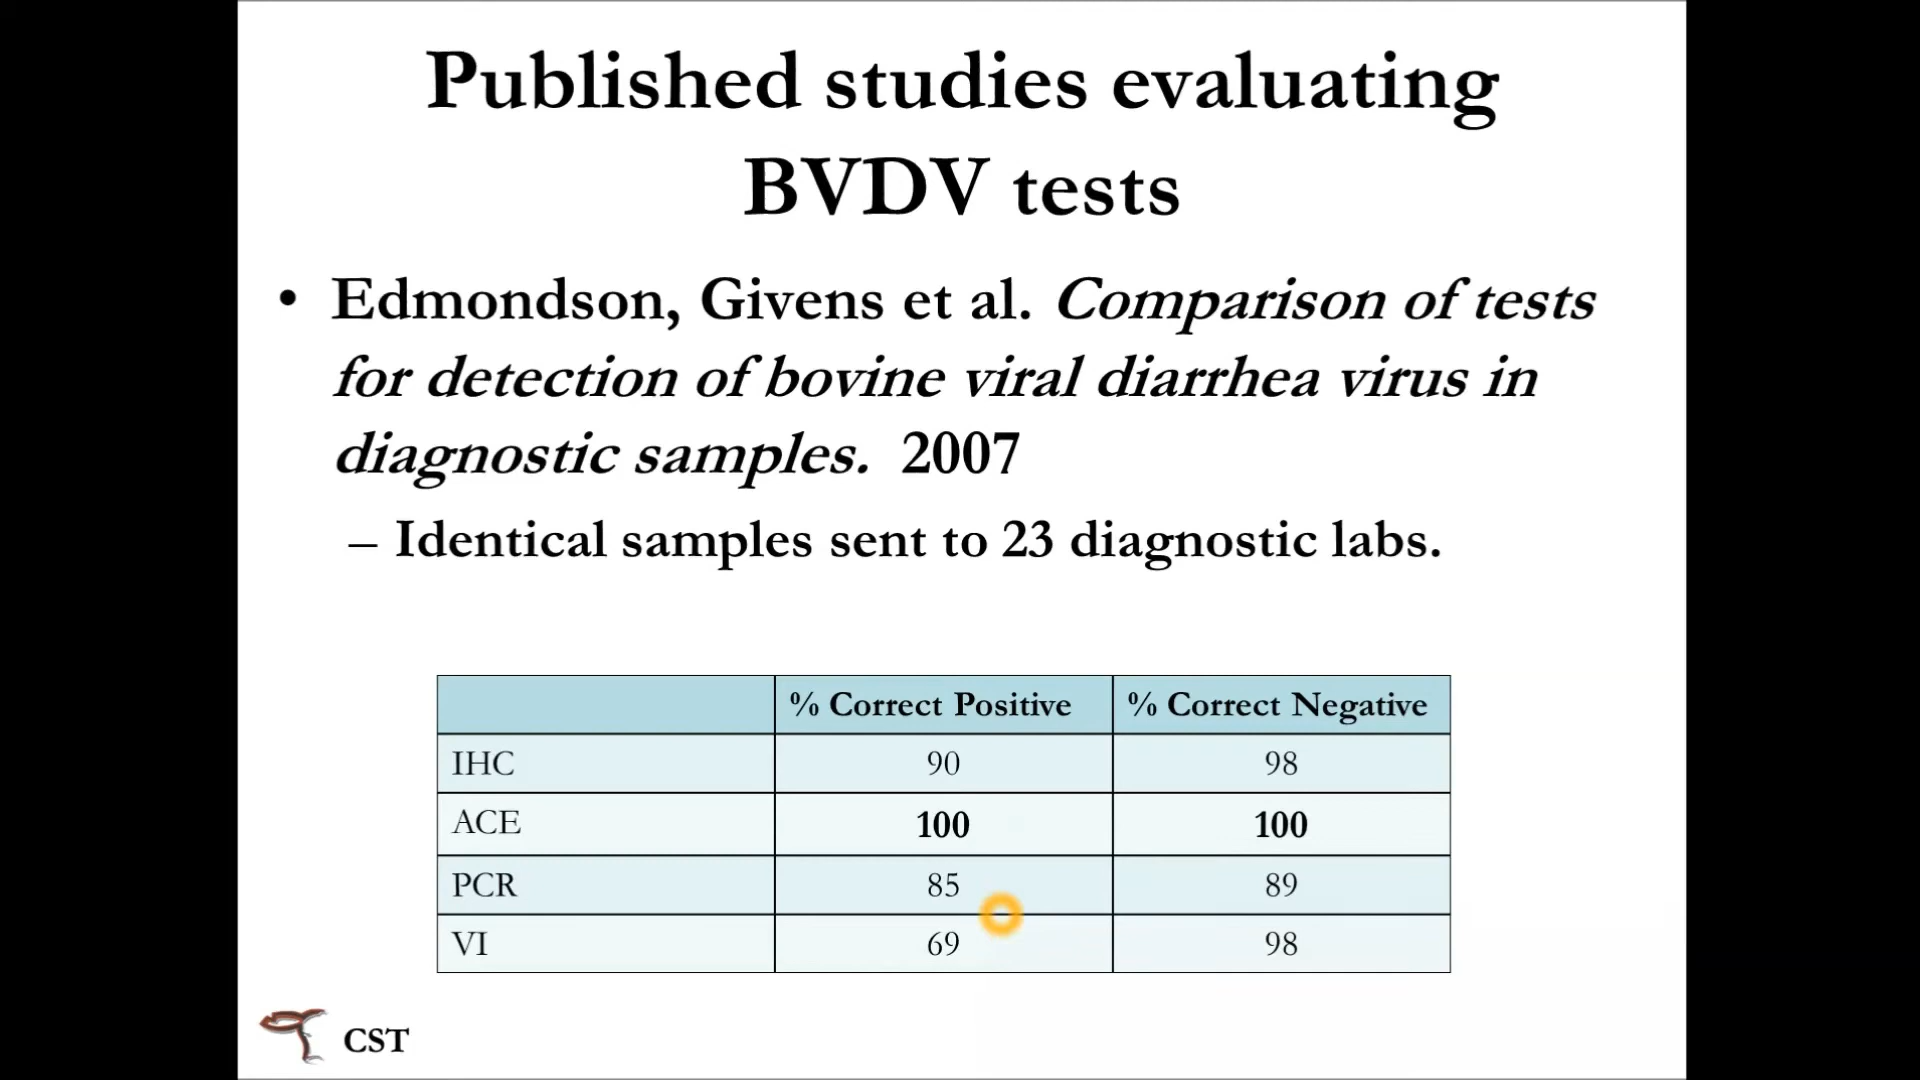 Published studies evaluating
BVDV tests
• Edmondson, Givens et al. Comparison of tests
for detection of bovine viral diarrhea virus in
diagnostic samples. 2007
– Identical samples sent to 23 diagnostic labs.
% Correct Positive % Correct Negative
IHC 90 98
ACE 100 100
PCR 85 89
VI 69 98
CST